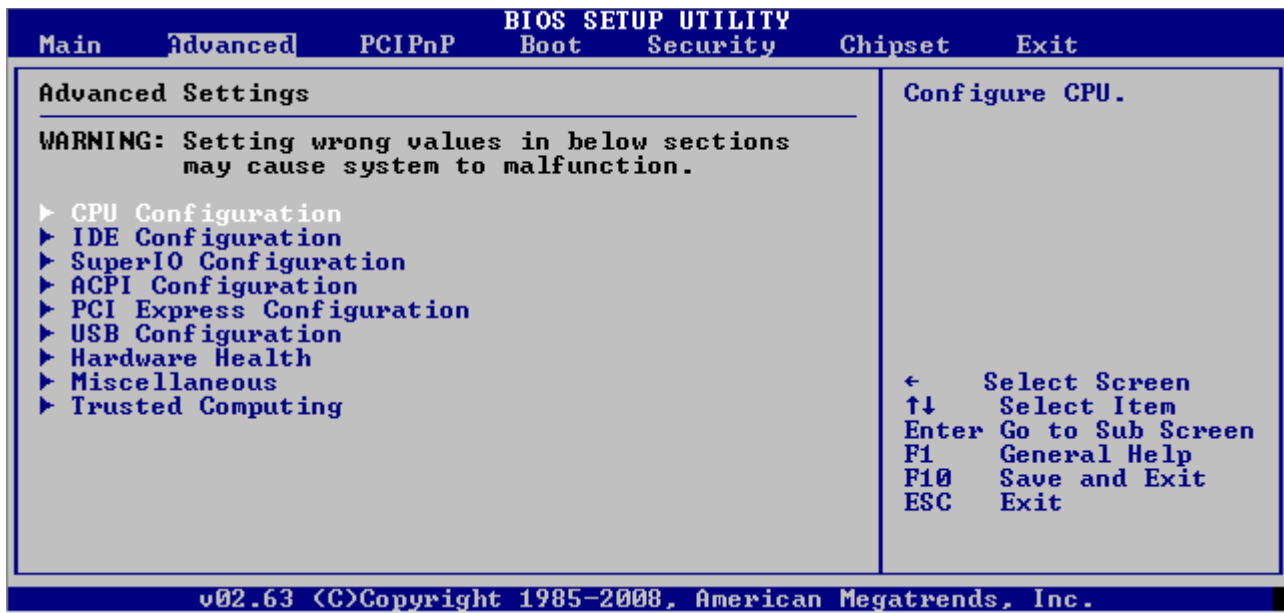 BIOS SETUP UTILITY
Main Advanced PCIPnP Boot Security Chipset Exit
Advanced Settings
WARNING: Setting wrong values in below sections
may cause system to malfunction.
▶ CPU Configuration
▶ IDE Configuration
▶ SuperIO Configuration
▶ ACPI Configuration
▶ PCI Express Configuration
▶ USB Configuration
▶ Hardware Health
▶ Miscellaneous
▶ Trusted Computing
Configure CPU.
← Select Screen
↑↓ Select Item
Enter Go to Sub Screen
F1 General Help
F10 Save and Exit
ESC Exit
v02.63 (C)Copyright 1985-2008, American Megatrends, Inc.